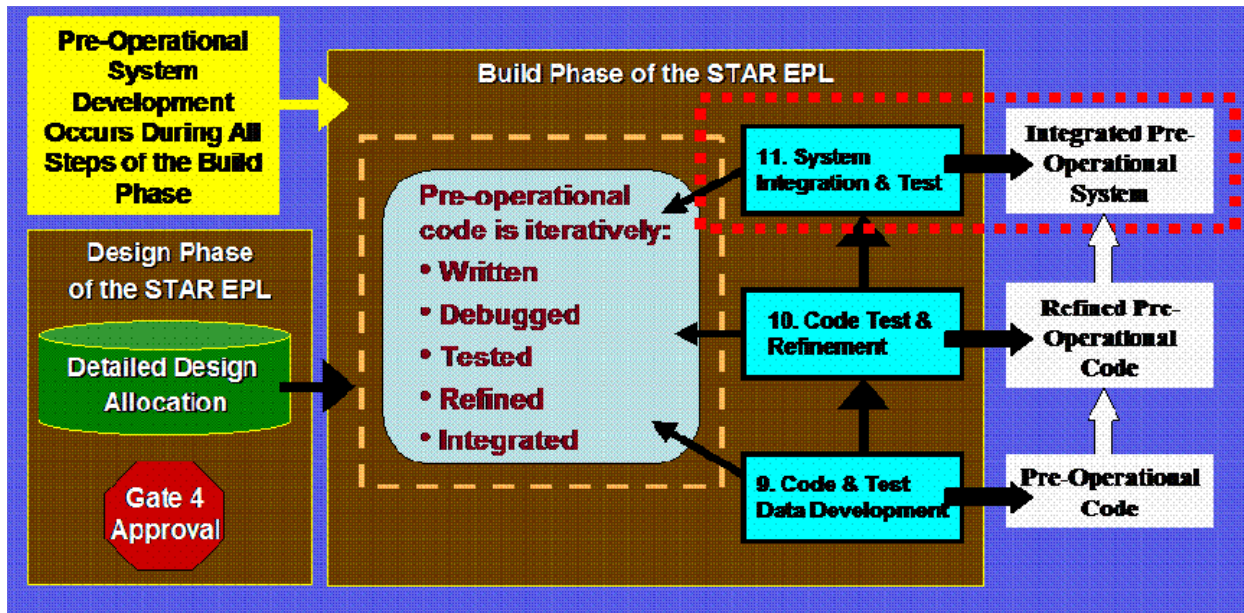 Pre-Operational
System
Development
Occurs During All
Steps of the Build
Phase
Build Phase of the STAR EPL
Design Phase
of the STAR EPL
Detailed Design
Allocation
Gate 4
Approval
Pre-operational
code is iteratively:
• Written
• Debugged
• Tested
• Refined
• Integrated
11. System
Integration & Test
10. Code Test &
Refinement
9. Code & Test
Data Development
Integrated Pre-
Operational
System
Refined Pre-
Operational
Code
Pre-Operational
Code